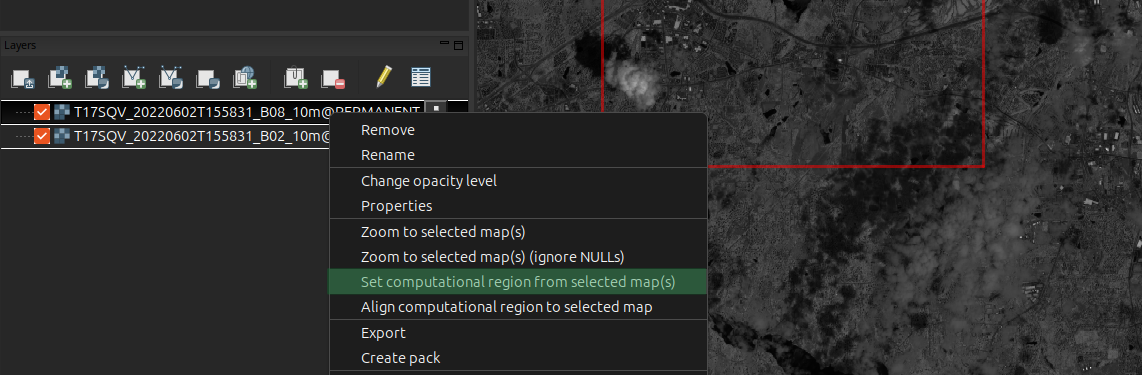 Layers
T17SQV_20220602T155831_B08_10m@PERMANENT
T17SQV_20220602T155831_B02_10m@
Remove
Rename
Change opacity level
Properties
Zoom to selected map(s)
Zoom to selected map(s) (ignore NULLs)
Set computational region from selected map(s)
Align computational region to selected map
Export
Create pack